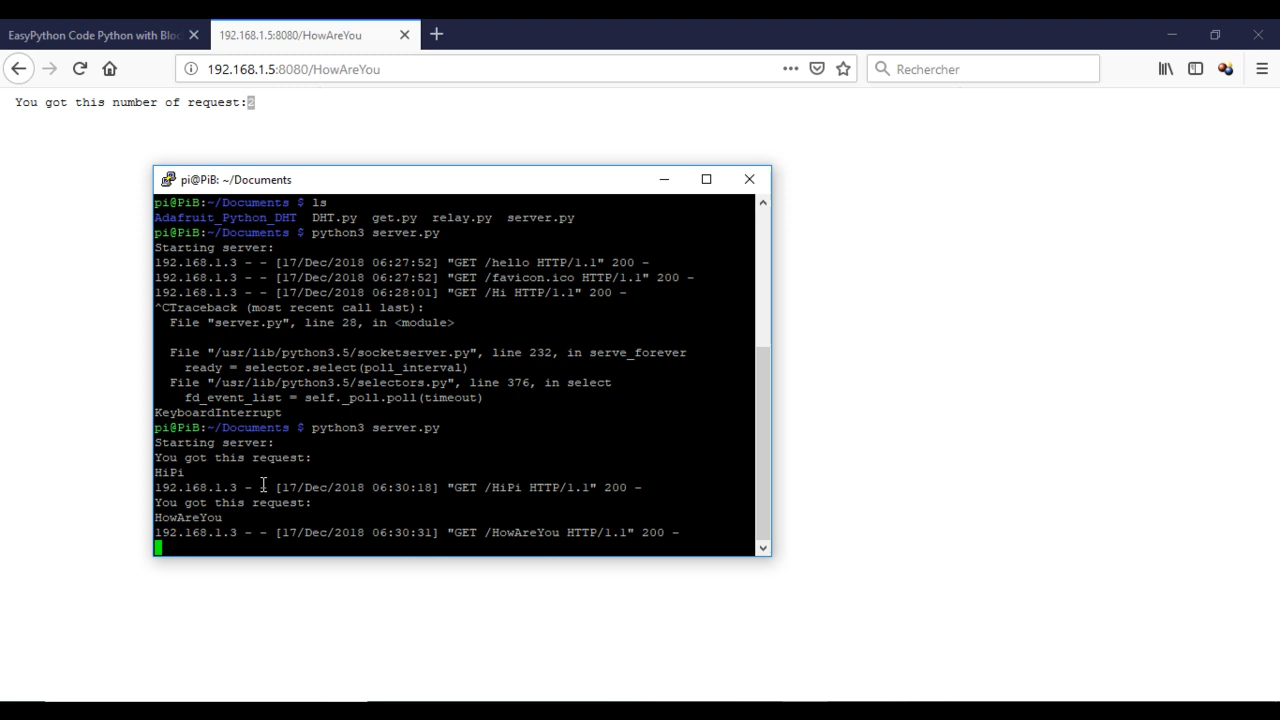 EasyPython Code Python with Bloc
192.168.1.5:8080/HowAreYou
192.168.1.5:8080/HowAreYou
Rechercher
You got this number of request:2
pi@PiB: ~/Documents
pi@PiB:~/Documents $ ls
Adafruit_Python_DHT DHT.py get.py relay.py server.py
pi@PiB:~/Documents $ python3 server.py
Starting server:
192.168.1.3 - - [17/Dec/2018 06:27:52] "GET /hello HTTP/1.1" 200 -
192.168.1.3 - - [17/Dec/2018 06:27:52] "GET /favicon.ico HTTP/1.1" 200 -
192.168.1.3 - - [17/Dec/2018 06:28:01] "GET /Hi HTTP/1.1" 200 -
^CTraceback (most recent call last):
File "server.py", line 28, in <module>
File "/usr/lib/python3.5/socketserver.py", line 232, in serve_forever
ready = selector.select(poll_interval)
File "/usr/lib/python3.5/selectors.py", line 376, in select
fd_event_list = self._poll.poll(timeout)
KeyboardInterrupt
pi@PiB:~/Documents $ python3 server.py
Starting server:
You got this request:
HiPi
192.168.1.3 - - [17/Dec/2018 06:30:18] "GET /HiPi HTTP/1.1" 200 -
You got this request:
HowAreYou
192.168.1.3 - - [17/Dec/2018 06:30:31] "GET /HowAreYou HTTP/1.1" 200 -